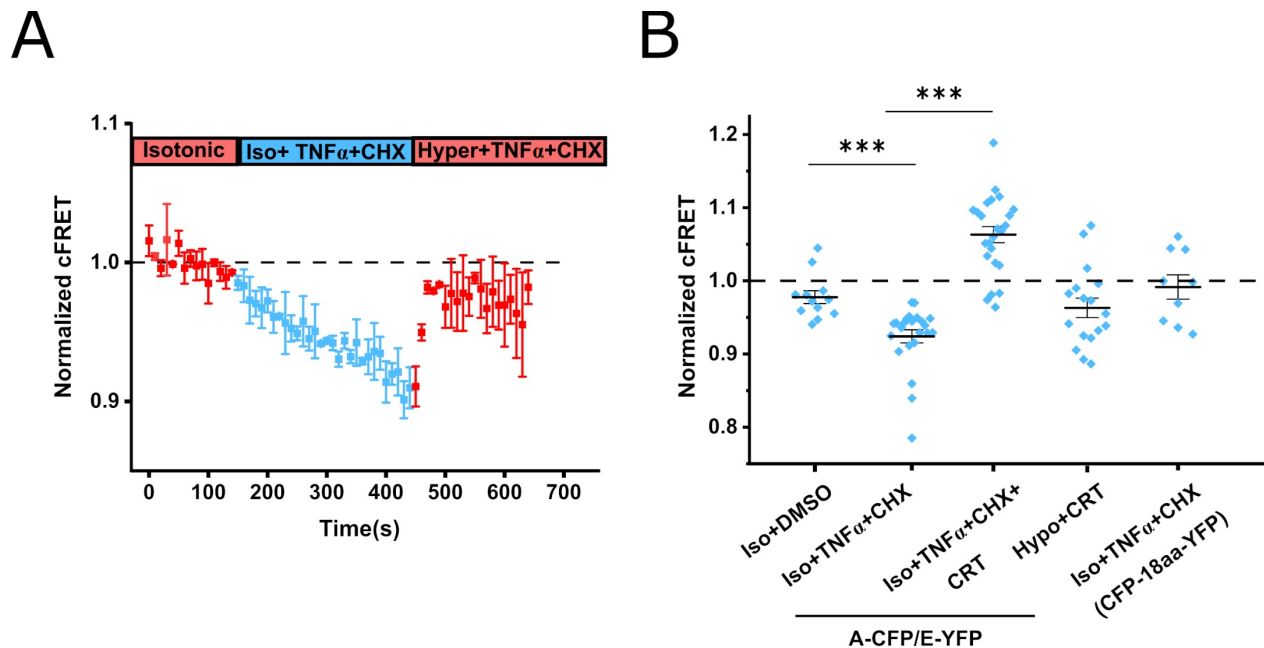 A
B
1.1
1.0
0.9
Normalized cFRET
Isotonic
Iso+ TNFα+CHX
Hyper+TNFα+CHX
0 100 200 300 400 500 600 700
Time(s)
1.2
1.1
1.0
0.9
0.8
Normalized cFRET
***
***
Iso+DMSO
Iso+TNFα+CHX
Iso+TNFα+CHX+
CRT
Hypo+CRT
Iso+TNFα+CHX
(CFP-18aa-YFP)
A-CFP/E-YFP